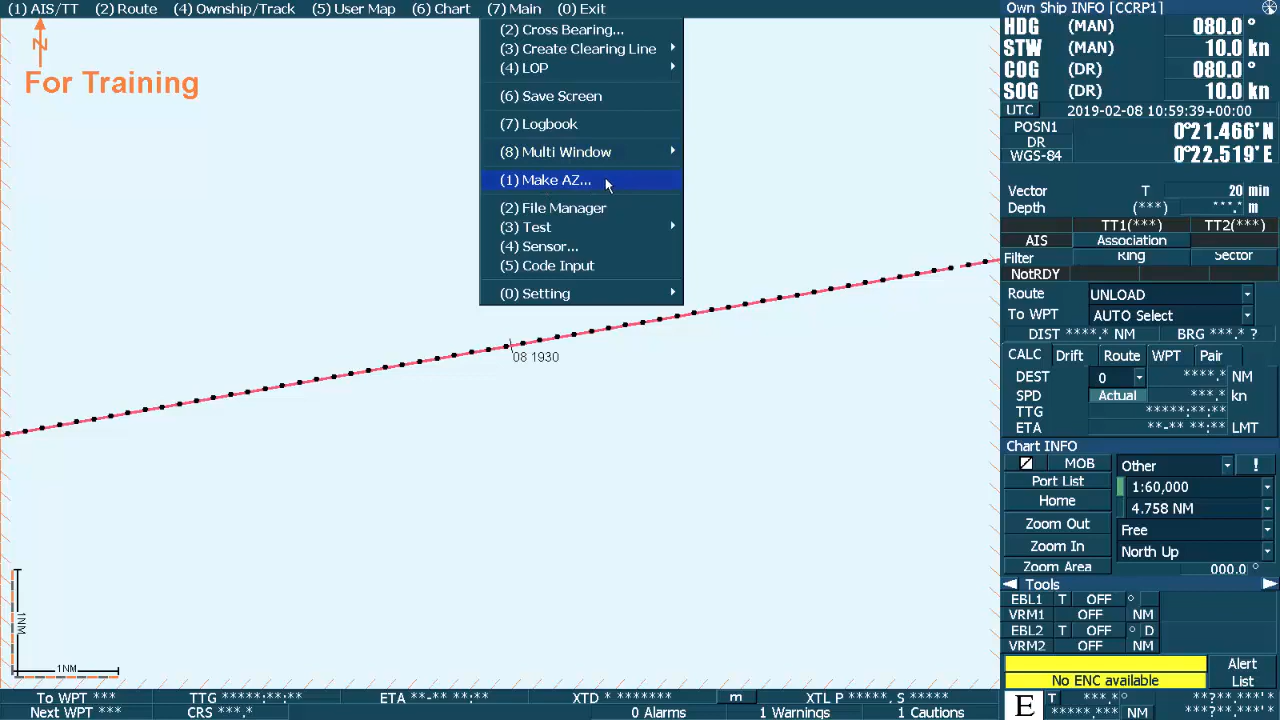 (1) AIS/TT (2) Route (4) Ownship/Track (5) User Map (6) Chart (7) Main (0) Exit
N
For Training
(2) Cross Bearing...
(3) Create Clearing Line
(4) LOP
(6) Save Screen
(7) Logbook
(8) Multi Window
(1) Make AZ...
(2) File Manager
(3) Test
(4) Sensor...
(5) Code Input
(0) Setting
08 1930
1NM
1NM
Own Ship INFO [CCRP1]
HDG (MAN) 080.0 °
STW (MAN) 10.0 kn
COG (DR) 080.0 °
SOG (DR) 10.0 kn
UTC 2019-02-08 10:59:39+00:00
POSN1 0°21.466' N
DR
WGS-84 0°22.519' E
Vector T 20 min
Depth (***) ***.* m
TT1(***) TT2(***)
AIS Association
Filter Ring Sector
NotRDY
Route UNLOAD
To WPT AUTO Select
DIST ****.* NM BRG ***.* ?
CALC Drift Route WPT Pair
DEST 0 ****.* NM
SPD Actual ***.* kn
TTG *****:**:**
ETA **-** **:** LMT
Chart INFO
MOB Other !
Port List 1:60,000
Home 4.758 NM
Zoom Out Free
Zoom In North Up
Zoom Area 000.0 °
Tools
EBL1 T OFF °
VRM1 OFF NM
EBL2 T OFF ° D
VRM2 OFF NM
Alert
No ENC available List
To WPT *** TTG *****:**:** ETA **-** **:** XTD * ******* m XTL P *****, S ***** E T ***.*° **?**.**'*
Next WPT *** CRS ***.* 0 Alarms 1 Warnings 1 Cautions *****.*** NM **?**.**'*